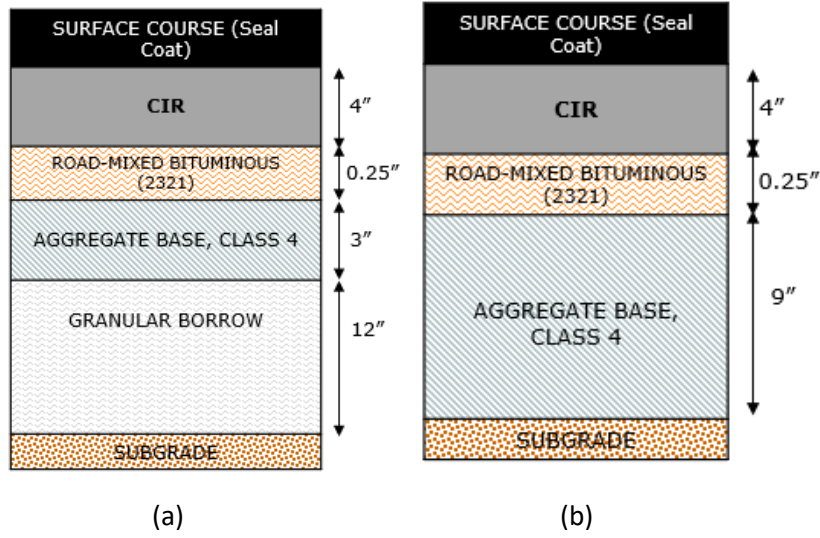 SURFACE COURSE (Seal
Coat)
CIR
4”
ROAD-MIXED BITUMINOUS
(2321)
0.25”
AGGREGATE BASE, CLASS 4
3”
GRANULAR BORROW
12”
SUBGRADE
(a)
SURFACE COURSE (Seal
Coat)
CIR
4”
ROAD-MIXED BITUMINOUS
(2321)
0.25”
AGGREGATE BASE,
CLASS 4
9”
SUBGRADE
(b)